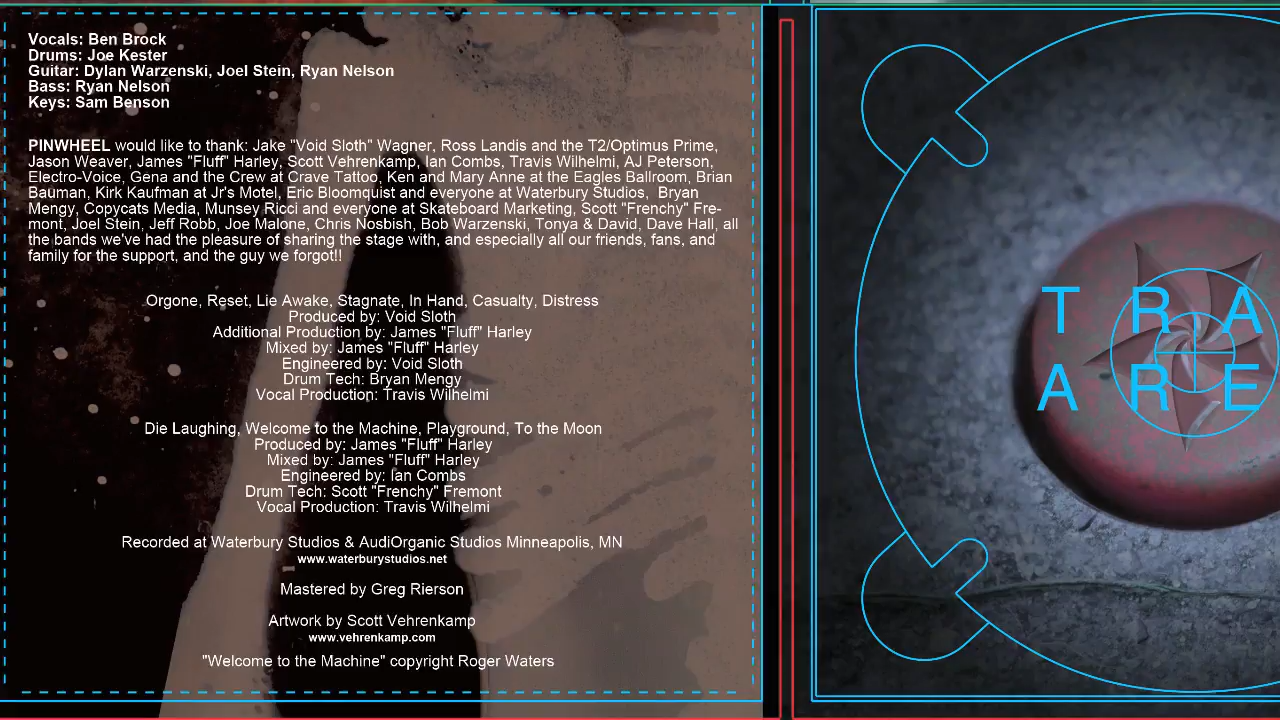 Vocals: Ben Brock
Drums: Joe Kester
Guitar: Dylan Warzenski, Joel Stein, Ryan Nelson
Bass: Ryan Nelson
Keys: Sam Benson
PINWHEEL would like to thank: Jake "Void Sloth" Wagner, Ross Landis and the T2/Optimus Prime,
Jason Weaver, James "Fluff" Harley, Scott Vehrenkamp, Ian Combs, Travis Wilhelmi, AJ Peterson,
Electro-Voice, Gena and the Crew at Crave Tattoo, Ken and Mary Anne at the Eagles Ballroom, Brian
Bauman, Kirk Kaufman at Jr's Motel, Eric Bloomquist and everyone at Waterbury Studios, Bryan
Mengy, Copycats Media, Munsey Ricci and everyone at Skateboard Marketing, Scott "Frenchy" Fre-
mont, Joel Stein, Jeff Robb, Joe Malone, Chris Nosbish, Bob Warzenski, Tonya & David, Dave Hall, all
the bands we've had the pleasure of sharing the stage with, and especially all our friends, fans, and
family for the support, and the guy we forgot!!
Orgone, Reset, Lie Awake, Stagnate, In Hand, Casualty, Distress
Produced by: Void Sloth
Additional Production by: James "Fluff" Harley
Mixed by: James "Fluff" Harley
Engineered by: Void Sloth
Drum Tech: Bryan Mengy
Vocal Production: Travis Wilhelmi
Die Laughing, Welcome to the Machine, Playground, To the Moon
Produced by: James "Fluff" Harley
Mixed by: James "Fluff" Harley
Engineered by: Ian Combs
Drum Tech: Scott "Frenchy" Fremont
Vocal Production: Travis Wilhelmi
Recorded at Waterbury Studios & AudiOrganic Studios Minneapolis, MN
www.waterburystudios.net
Mastered by Greg Rierson
Artwork by Scott Vehrenkamp
www.vehrenkamp.com
"Welcome to the Machine" copyright Roger Waters
T R A
A R E